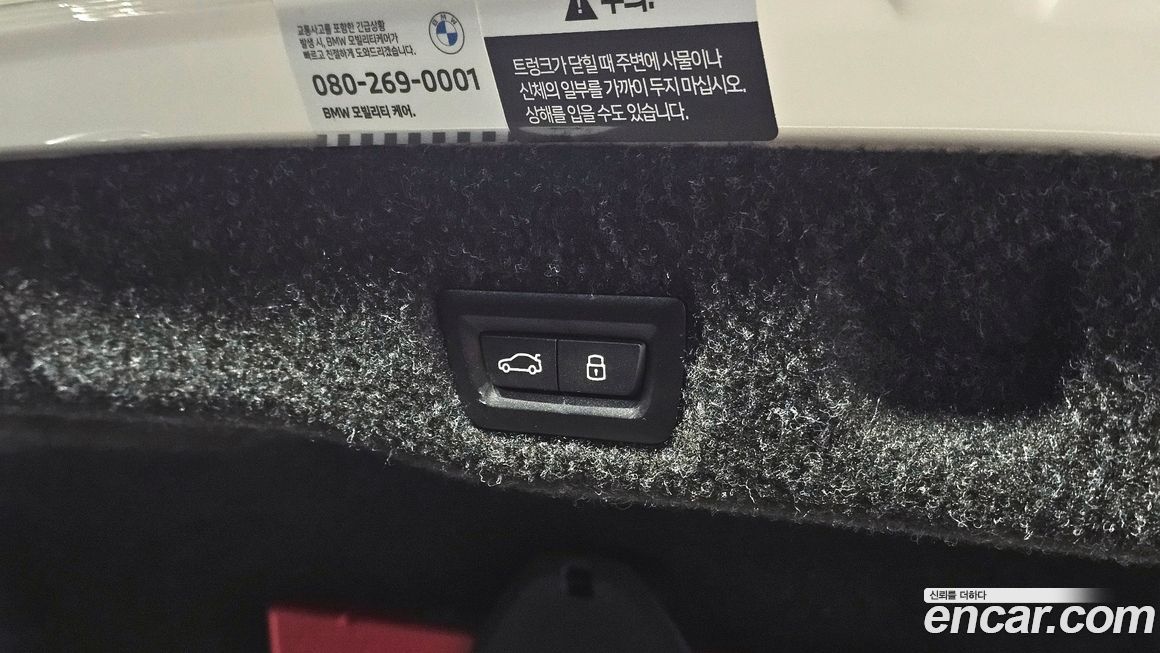 교통사고를 포함한 긴급상황
발생 시, BMW 모빌리티케어가
빠르고 친절하게 도와드리겠습니다.
080-269-0001
BMW 모빌리티 케어.
BMW
주의!
트렁크가 닫힐 때 주변에 사물이나
신체의 일부를 가까이 두지 마십시오.
상해를 입을 수도 있습니다.
신뢰를 더하다
encar.com